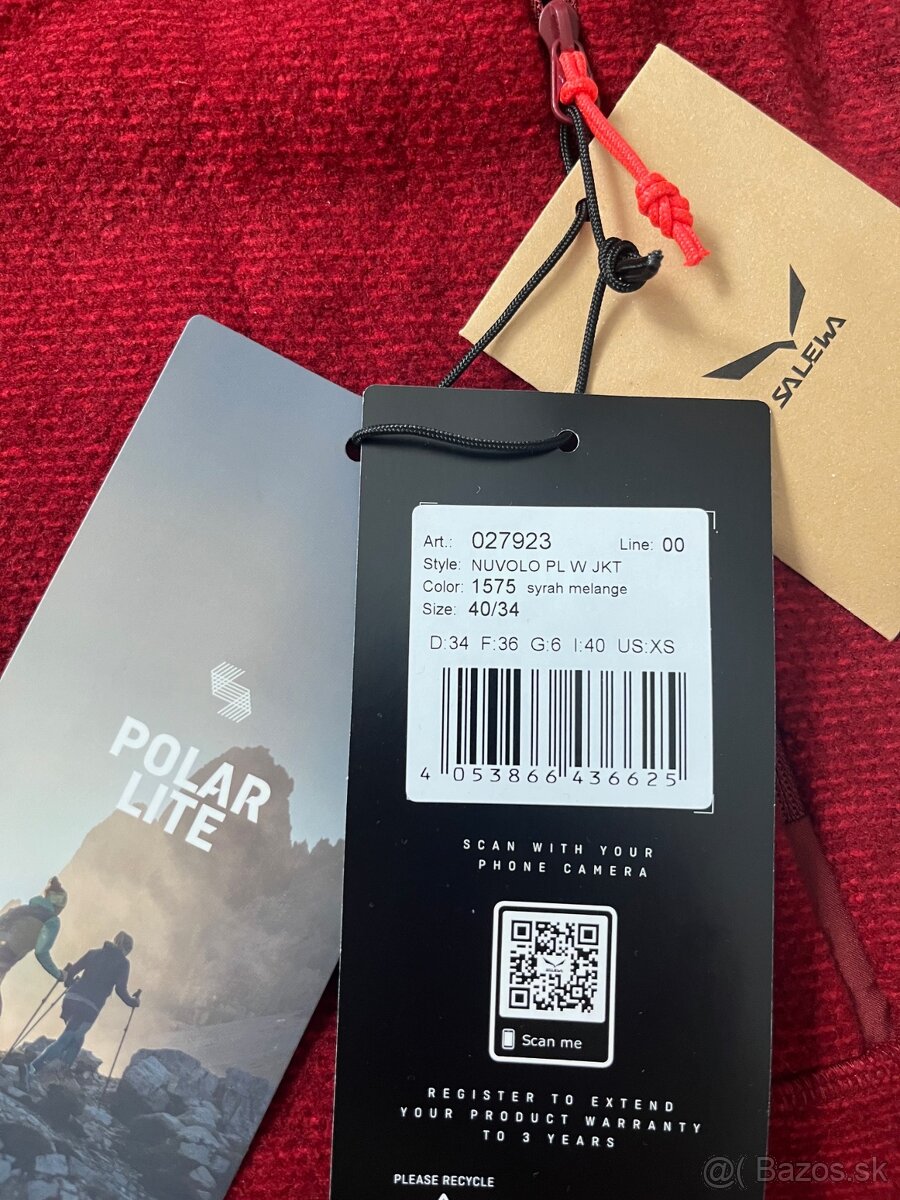 SALEWA
Art.: 027923 Line: 00
Style: NUVOLO PL W JKT
Color: 1575 syrah melange
Size: 40/34
D:34 F:36 G:6 I:40 US:XS
4 053866 436625
POLAR
LITE
SCAN WITH YOUR
PHONE CAMERA
SALEWA
Scan me
REGISTER TO EXTEND
YOUR PRODUCT WARRANTY
TO 3 YEARS
PLEASE RECYCLE
@( Bazos.sk